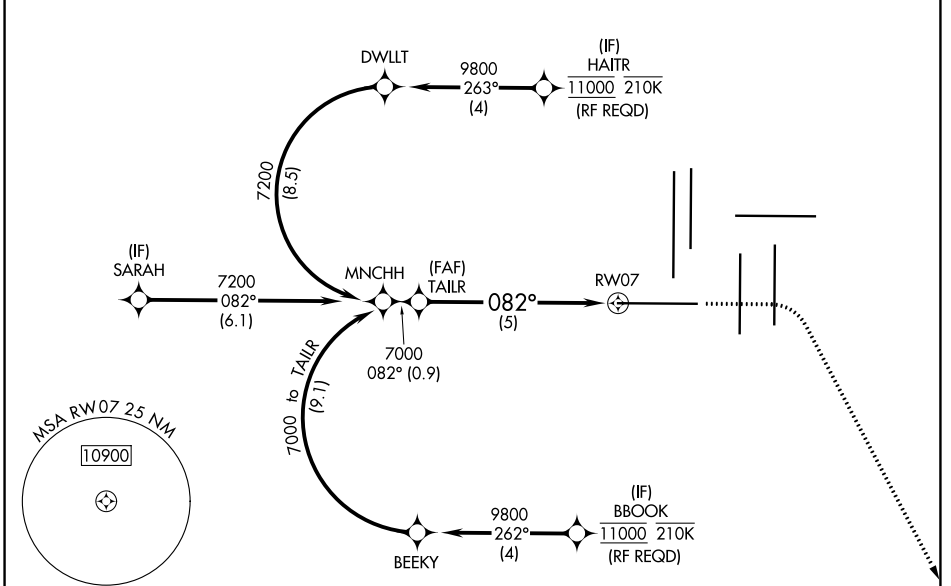 (IF)
HAITR
11000 210K
(RF REQD)
DWLLT
9800
263°
(4)
7200
(8.5)
(IF)
SARAH
7200
082°
(6.1)
MNCHH
(FAF)
TAILR
082°
(5)
RW07
7000
082° (0.9)
7000 to TAILR
(9.1)
MSA RW07 25 NM
10900
BEEKY
9800
262°
(4)
(IF)
BBOOK
11000 210K
(RF REQD)